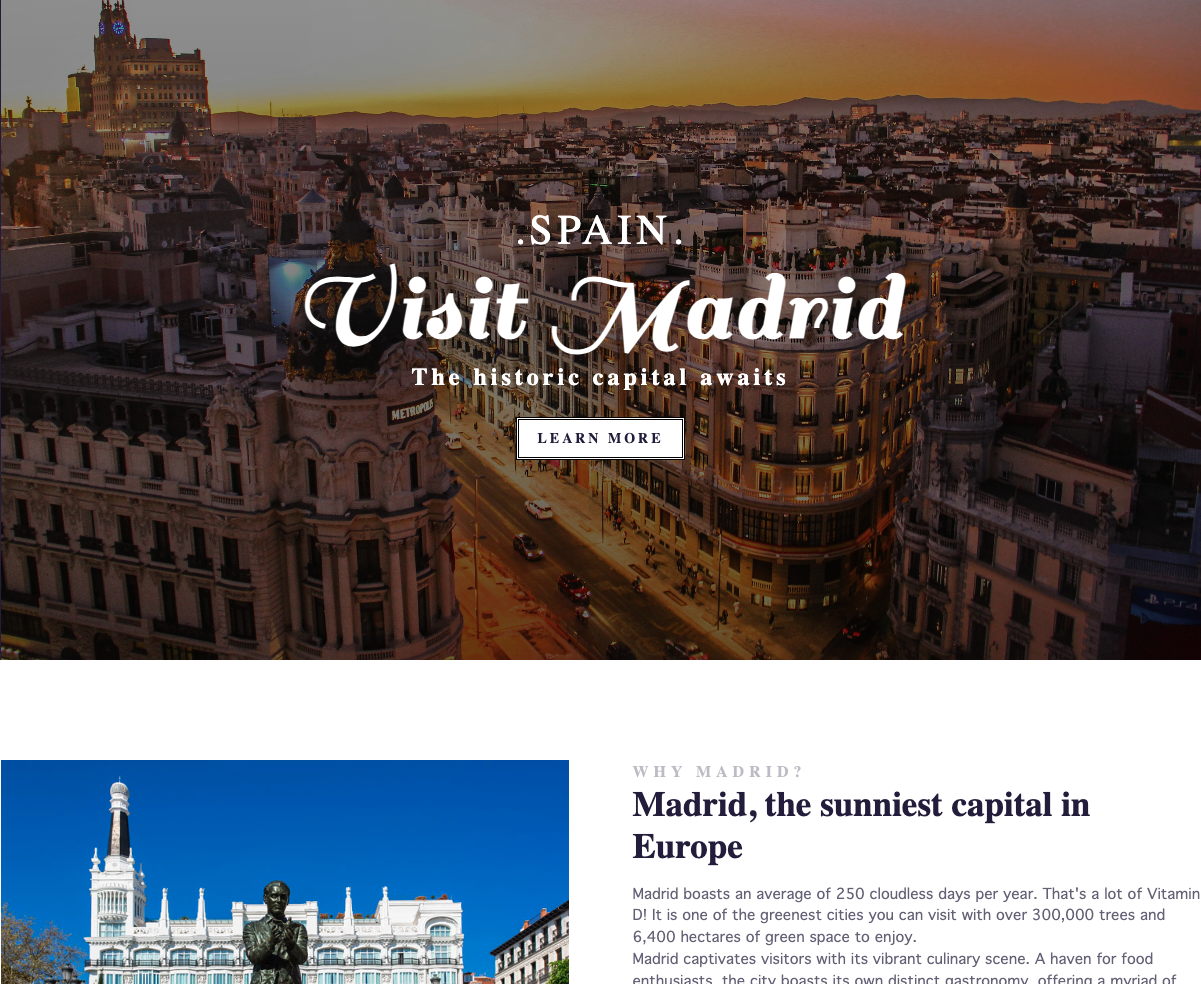 .SPAIN.
Visit Madrid
The historic capital awaits
METROPOLIS
LEARN MORE
PS4
WHY MADRID?
Madrid, the sunniest capital in
Europe
Madrid boasts an average of 250 cloudless days per year. That's a lot of Vitamin
D! It is one of the greenest cities you can visit with over 300,000 trees and
6,400 hectares of green space to enjoy.
Madrid captivates visitors with its vibrant culinary scene. A haven for food
enthusiasts, the city boasts its own distinct gastronomy, offering a myriad of